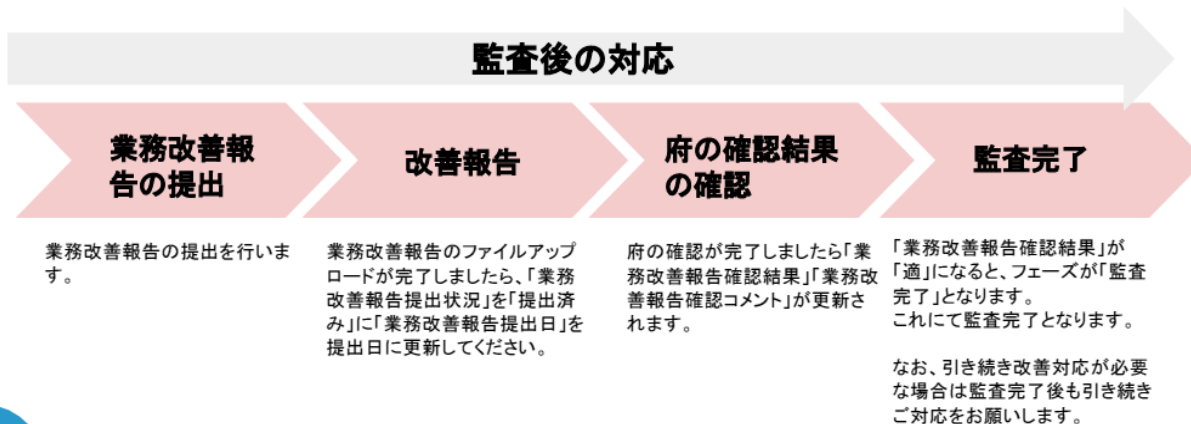 監査後の対応
業務改善報
告の提出
改善報告
府の確認結果
の確認
監査完了
業務改善報告の提出を行いま
す。
業務改善報告のファイルアップ
ロードが完了しましたら、「業務
改善報告提出状況」を「提出済
み」に「業務改善報告提出日」を
提出日に更新してください。
府の確認が完了しましたら「業
務改善報告確認結果」「業務改
善報告確認コメント」が更新さ
れます。
「業務改善報告確認結果」が
「適」になると、フェーズが「監査
完了」となります。
これにて監査完了となります。
なお、引き続き改善対応が必要
な場合は監査完了後も引き続き
ご対応をお願いします。